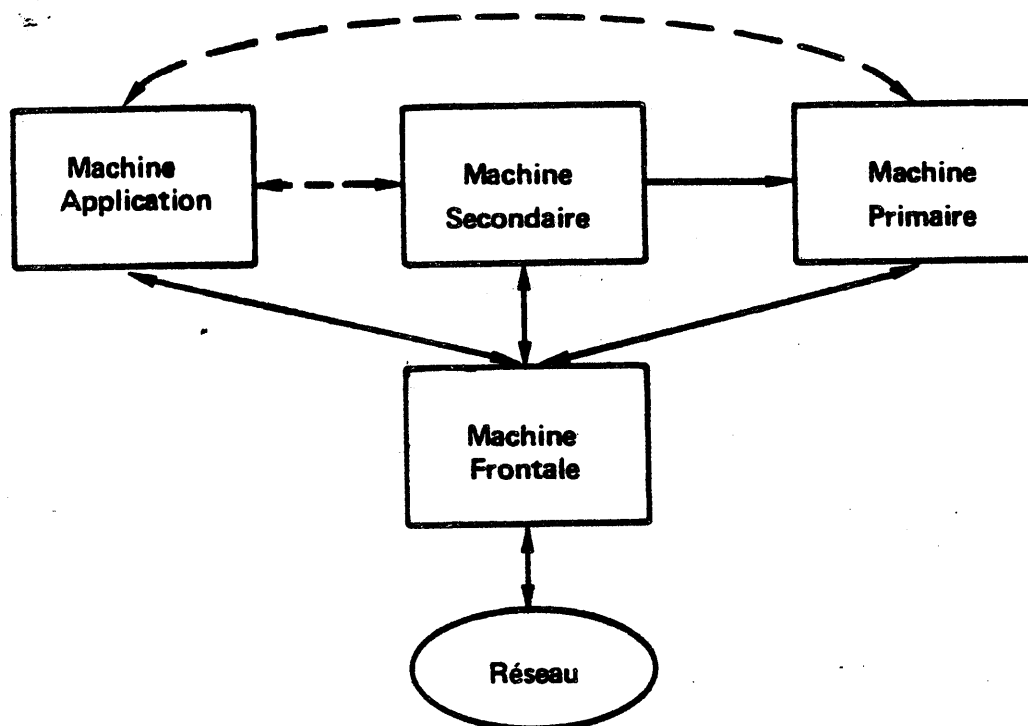 Machine
Application
Machine
Secondaire
Machine
Primaire
Machine
Frontale
Réseau